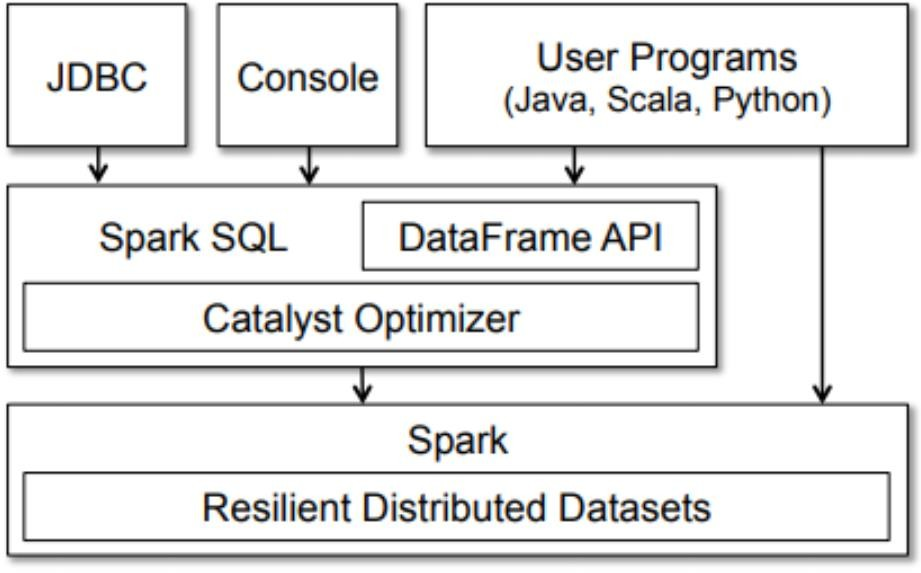 JDBC
Console
User Programs
(Java, Scala, Python)
Spark SQL
DataFrame API
Catalyst Optimizer
Spark
Resilient Distributed Datasets